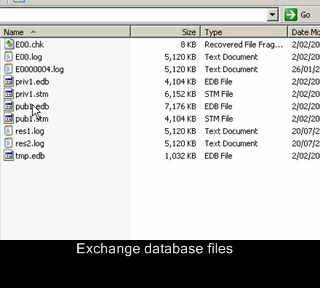 Go
Name Size Type Date Mo
E00.chk 8 KB Recovered File Frag... 2/02/20
E00.log 5,120 KB Text Document 2/02/20
E0000004.log 5,120 KB Text Document 26/01/2
priv1.edb 4,104 KB EDB File 2/02/20
priv1.stm 6,152 KB STM File 2/02/20
pub1.edb 7,176 KB EDB File 2/02/20
pub1.stm 4,104 KB STM File 2/02/20
res1.log 5,120 KB Text Document 20/07/2
res2.log 5,120 KB Text Document 20/07/2
tmp.edb 1,032 KB EDB File 2/02/20
Exchange database files